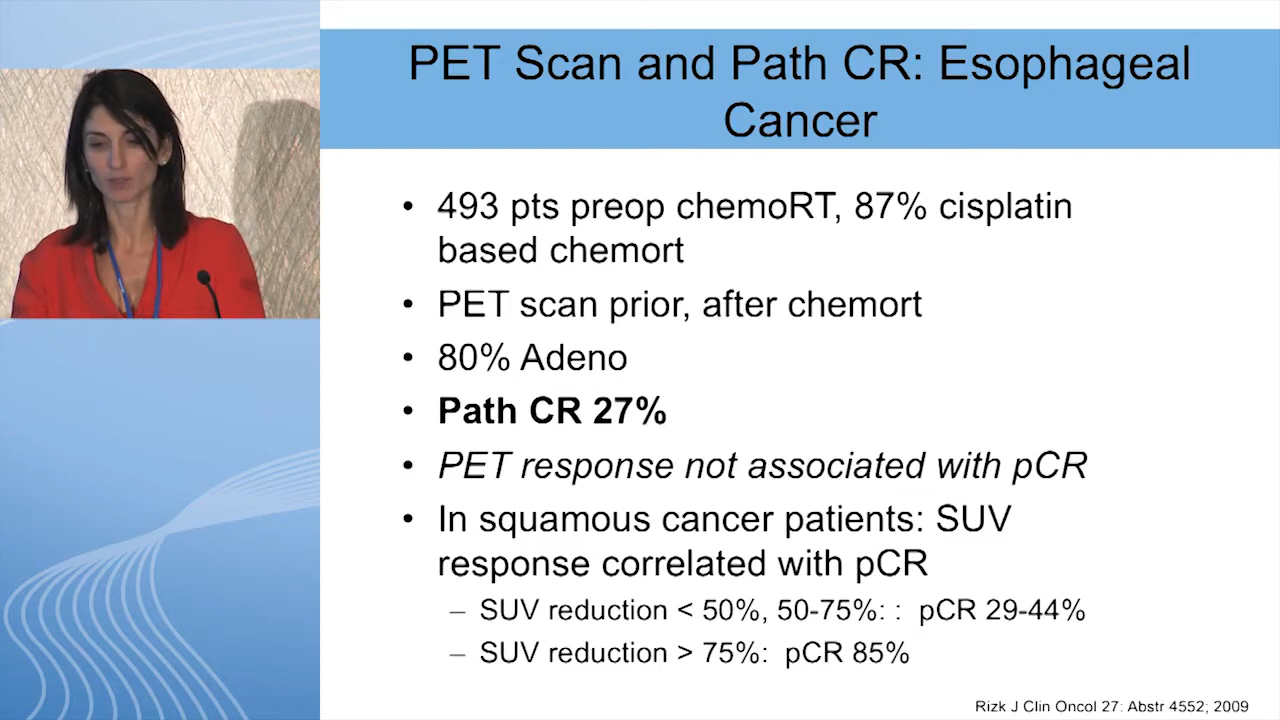 PET Scan and Path CR: Esophageal
Cancer
• 493 pts preop chemoRT, 87% cisplatin
based chemort
• PET scan prior, after chemort
• 80% Adeno
• Path CR 27%
• PET response not associated with pCR
• In squamous cancer patients: SUV
response correlated with pCR
– SUV reduction < 50%, 50-75%: : pCR 29-44%
– SUV reduction > 75%: pCR 85%
Rizk J Clin Oncol 27: Abstr 4552; 2009